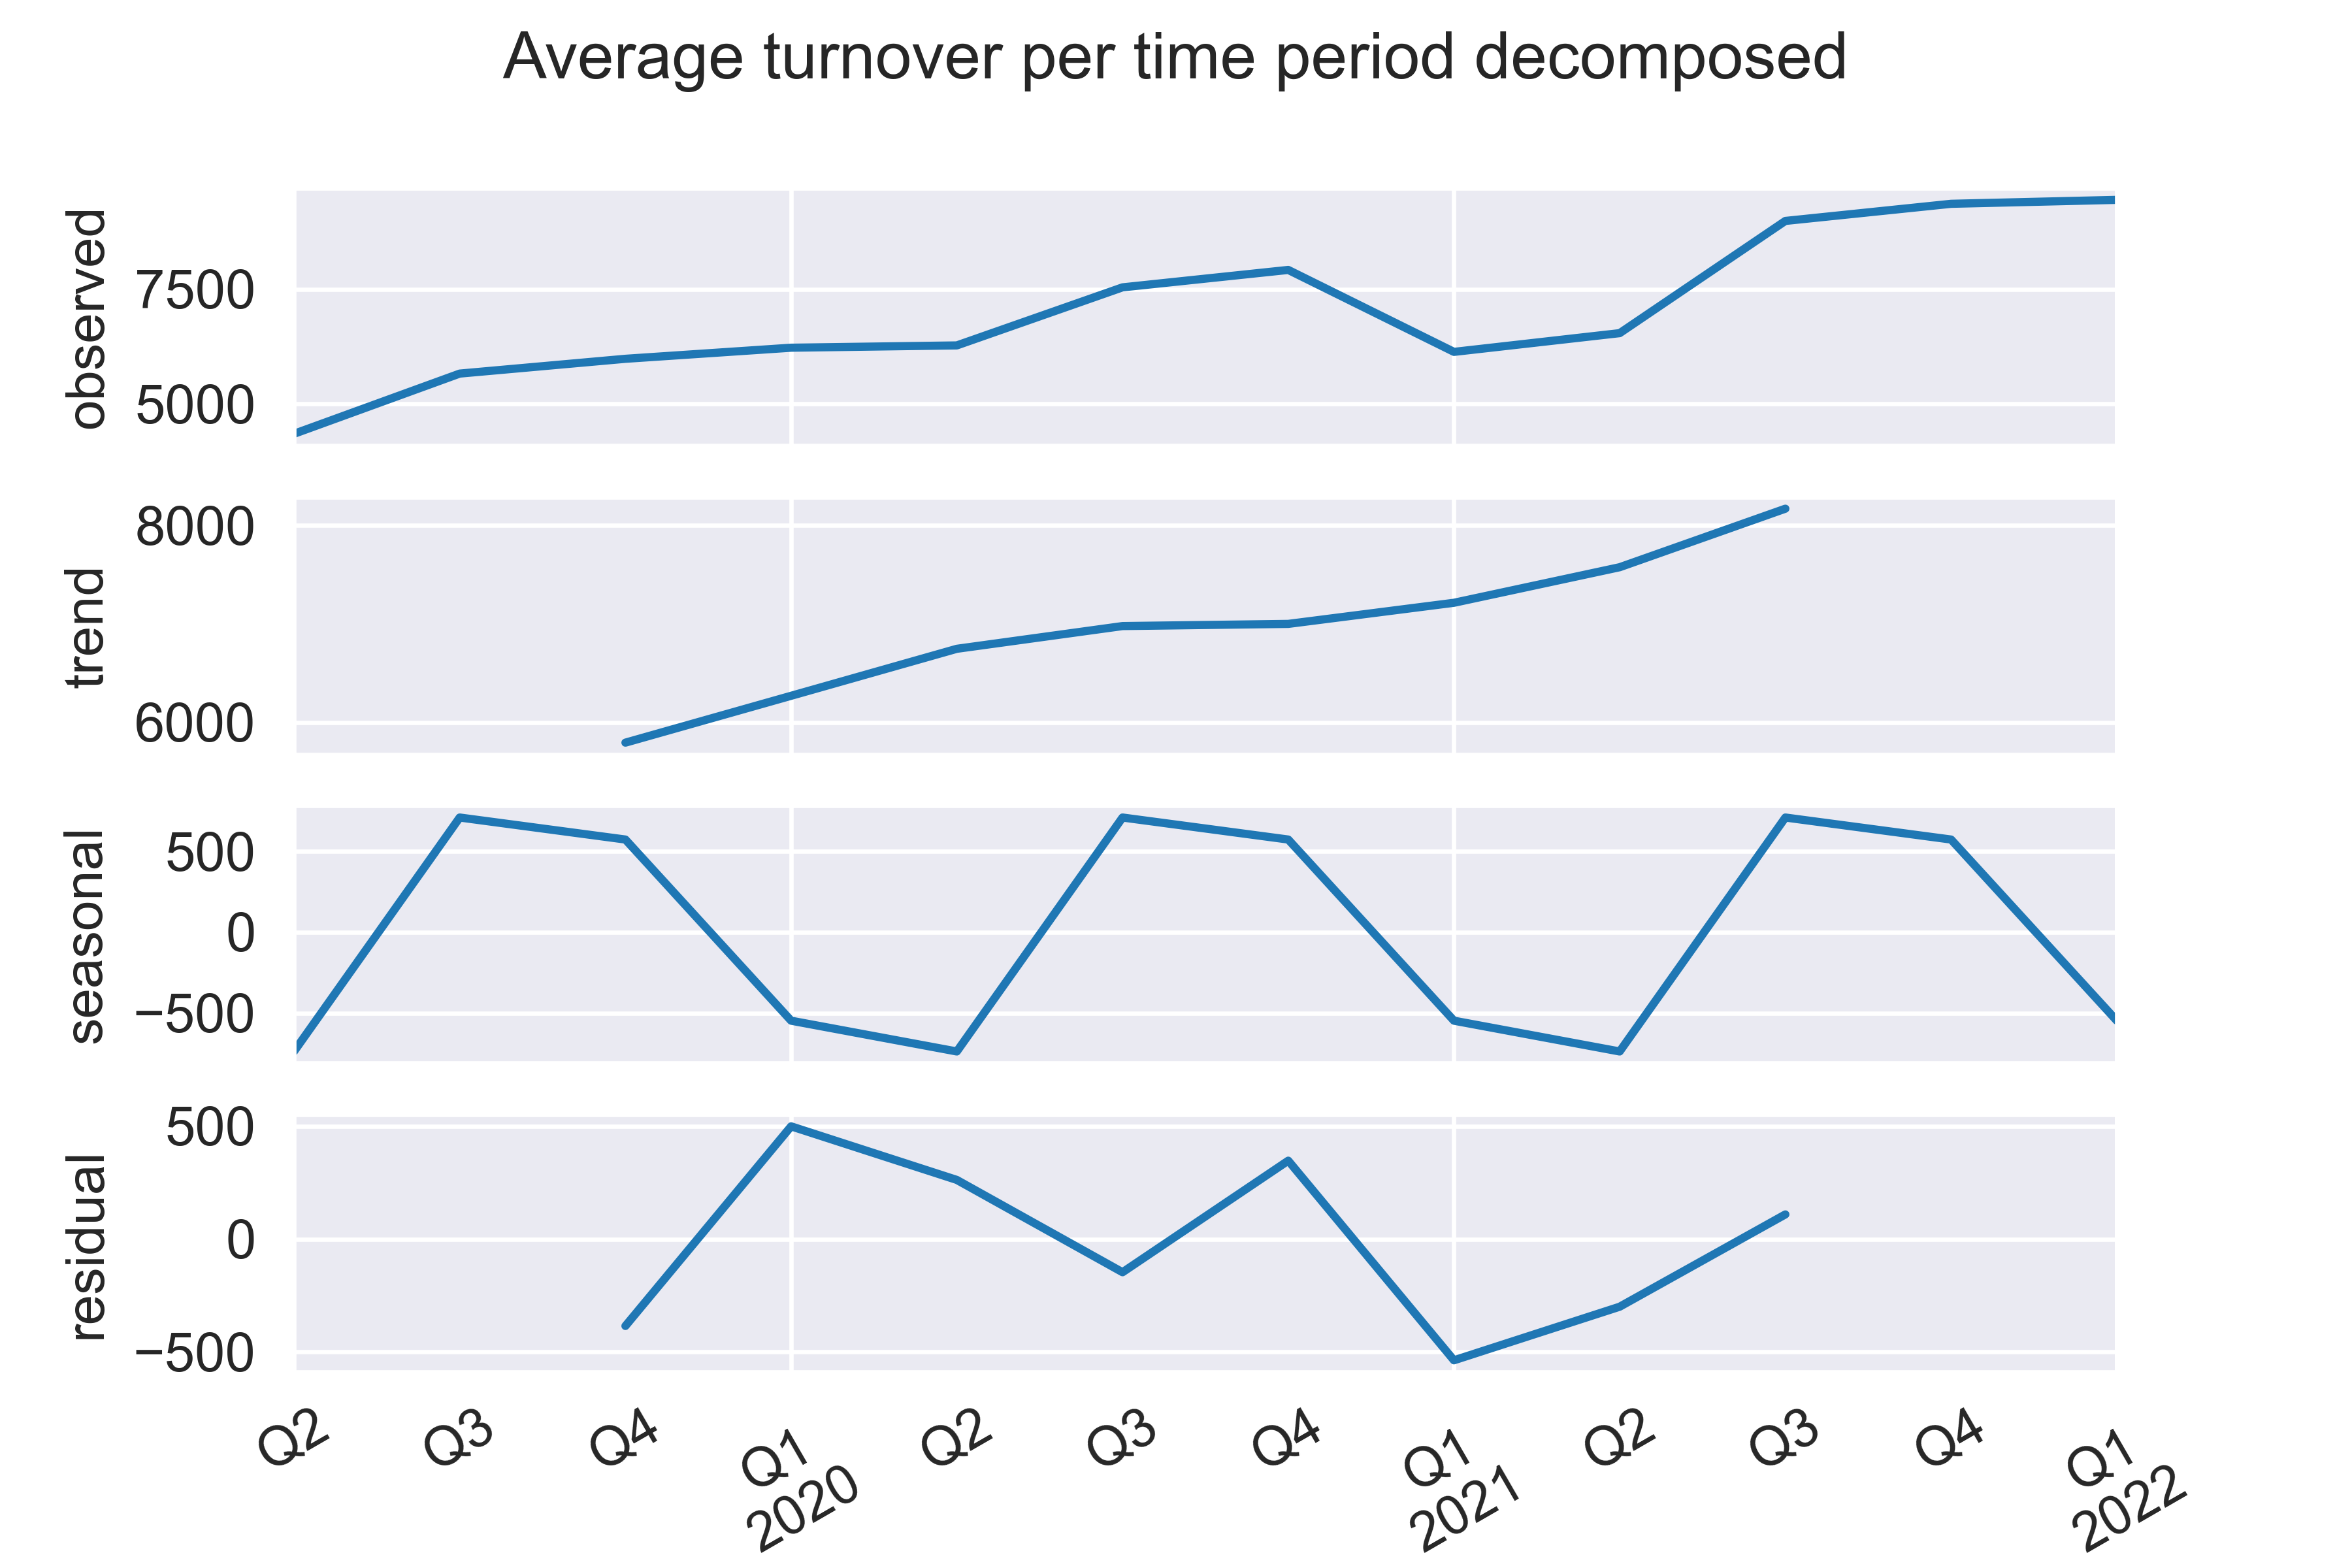 Average turnover per time period decomposed
observed
7500
5000
trend
8000
6000
seasonal
500
0
−500
residual
500
0
−500
Q2
Q3
Q4
Q1
2020
Q2
Q3
Q4
Q1
2021
Q2
Q3
Q4
Q1
2022